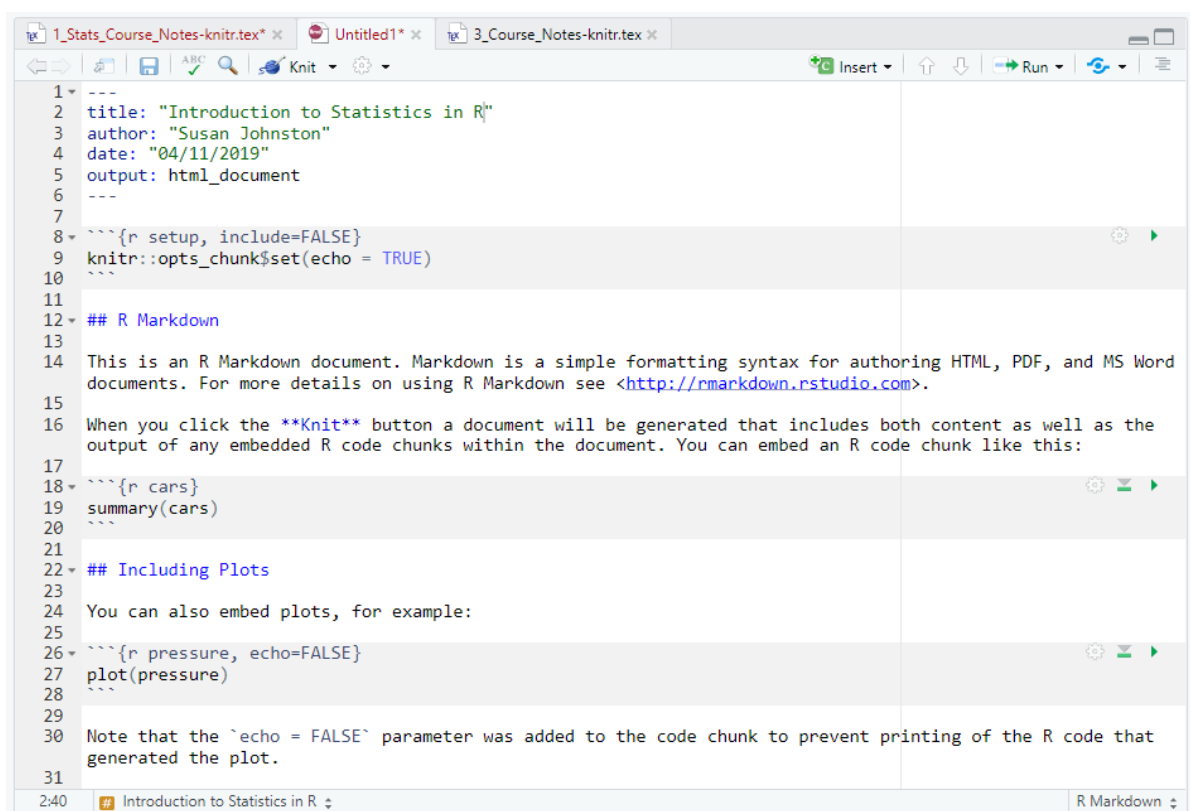 1_Stats_Course_Notes-knitr.tex* Untitled1* 3_Course_Notes-knitr.tex
ABC Knit Insert Run
1 ---
2 title: "Introduction to Statistics in R"
3 author: "Susan Johnston"
4 date: "04/11/2019"
5 output: html_document
6 ---
7
8 ```{r setup, include=FALSE}
9 knitr::opts_chunk$set(echo = TRUE)
10 ```
11
12 ## R Markdown
13
14 This is an R Markdown document. Markdown is a simple formatting syntax for authoring HTML, PDF, and MS Word
documents. For more details on using R Markdown see <http://rmarkdown.rstudio.com>.
15
16 When you click the **Knit** button a document will be generated that includes both content as well as the
output of any embedded R code chunks within the document. You can embed an R code chunk like this:
17
18 ```{r cars}
19 summary(cars)
20 ```
21
22 ## Including Plots
23
24 You can also embed plots, for example:
25
26 ```{r pressure, echo=FALSE}
27 plot(pressure)
28 ```
29
30 Note that the `echo = FALSE` parameter was added to the code chunk to prevent printing of the R code that
generated the plot.
31
2:40 # Introduction to Statistics in R R Markdown